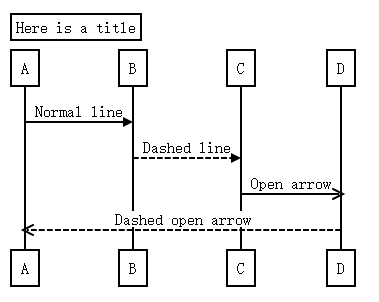 Here is a title
A B C D
Normal line
Dashed line
Open arrow
Dashed open arrow
A B C D